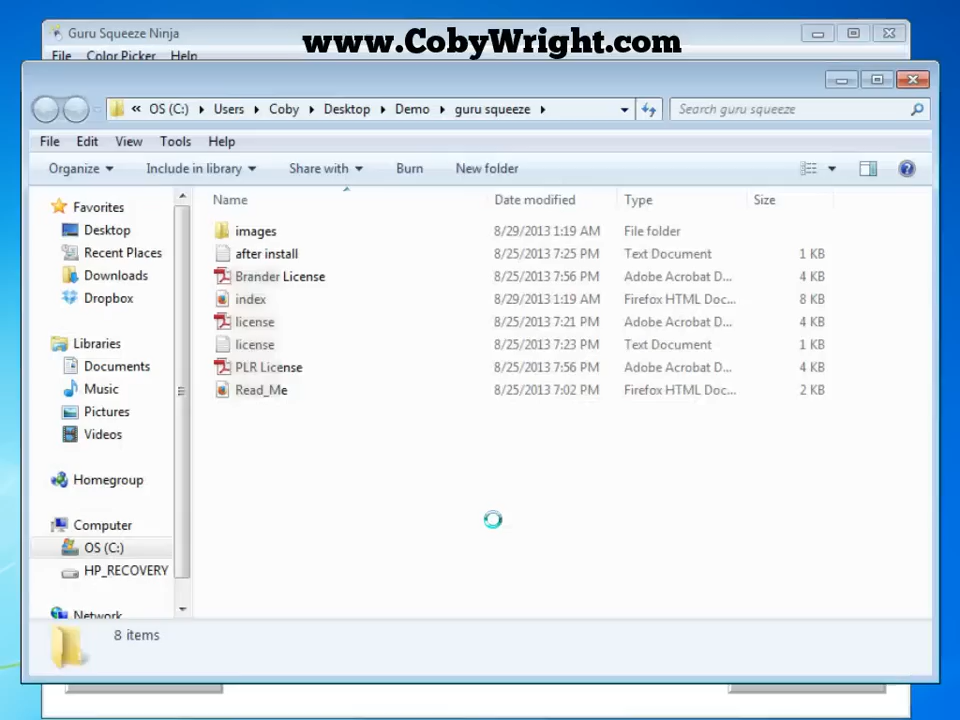 Guru Squeeze Ninja
www.CobyWright.com
File Color Picker Help
« OS (C:) Users Coby Desktop Demo guru squeeze
Search guru squeeze
File Edit View Tools Help
Organize Include in library Share with Burn New folder
Name Date modified Type Size
Favorites
Desktop
Recent Places
Downloads
Dropbox
Libraries
Documents
Music
Pictures
Videos
Homegroup
Computer
OS (C:)
HP_RECOVERY
Network
images 8/29/2013 1:19 AM File folder
after install 8/25/2013 7:25 PM Text Document 1 KB
Brander License 8/25/2013 7:56 PM Adobe Acrobat D... 4 KB
index 8/29/2013 1:19 AM Firefox HTML Doc... 8 KB
license 8/25/2013 7:21 PM Adobe Acrobat D... 4 KB
license 8/25/2013 7:23 PM Text Document 1 KB
PLR License 8/25/2013 7:56 PM Adobe Acrobat D... 4 KB
Read_Me 8/25/2013 7:02 PM Firefox HTML Doc... 2 KB
8 items